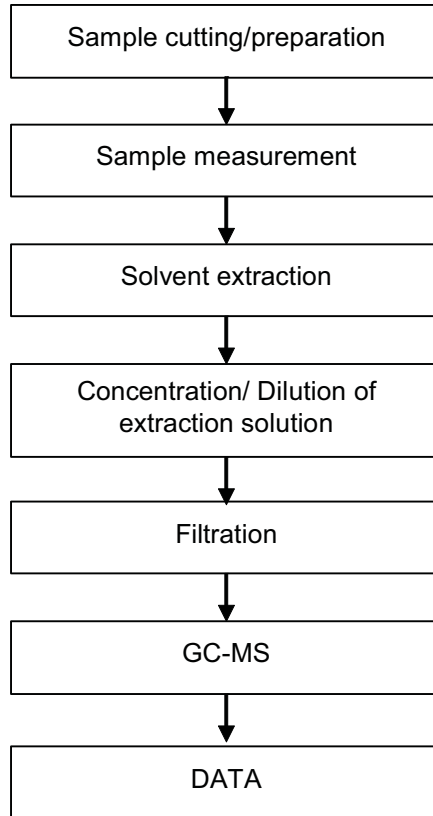 Sample cutting/preparation
Sample measurement
Solvent extraction
Concentration/ Dilution of
extraction solution
Filtration
GC-MS
DATA